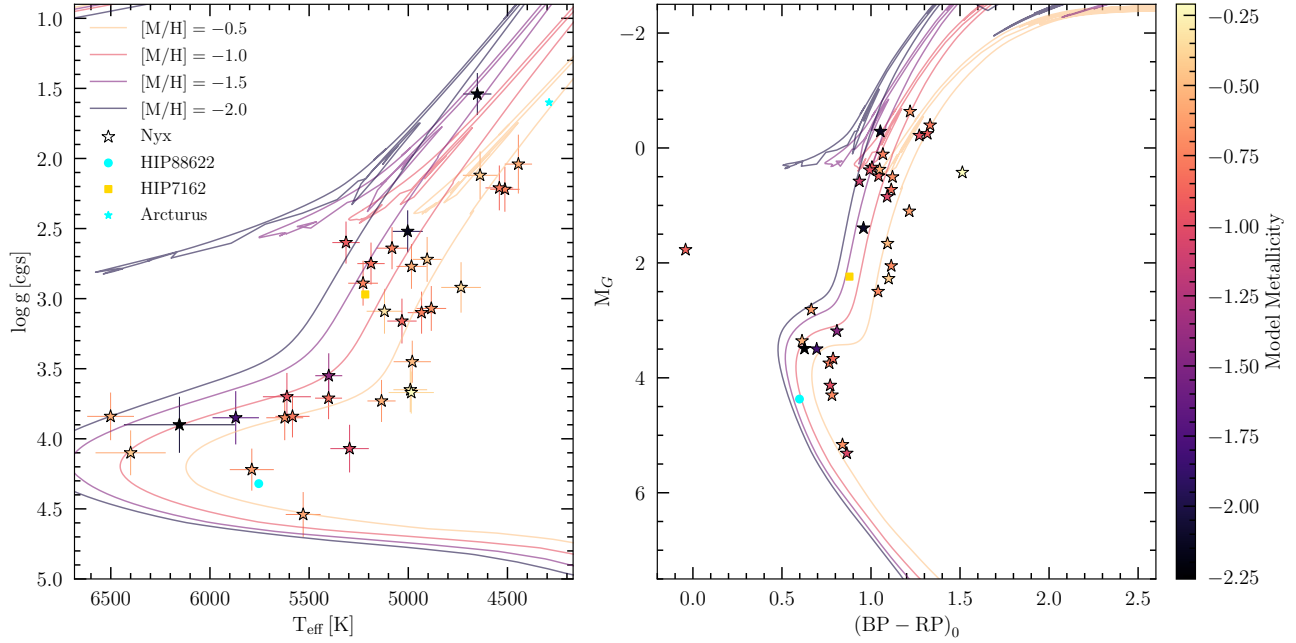 1.0
1.5
2.0
2.5
3.0
3.5
4.0
4.5
5.0
log g [cgs]
6500
6000
5500
5000
4500
T_eff [K]
[M/H] = −0.5
[M/H] = −1.0
[M/H] = −1.5
[M/H] = −2.0
Nyx
HIP88622
HIP7162
Arcturus
−2
0
2
4
6
M_G
0.0
0.5
1.0
1.5
2.0
2.5
(BP − RP)_0
−0.25
−0.50
−0.75
−1.00
−1.25
−1.50
−1.75
−2.00
−2.25
Model Metallicity